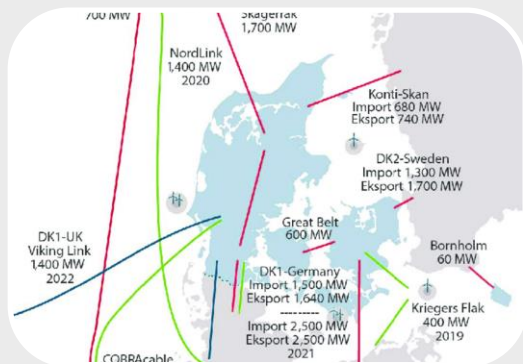 700 MW
Skagerrak
1,700 MW
NordLink
1,400 MW
2020
Konti-Skan
Import 680 MW
Eksport 740 MW
DK2-Sweden
Import 1,300 MW
Eksport 1,700 MW
Great Belt
600 MW
DK1-UK
Viking Link
1,400 MW
2022
Bornholm
60 MW
DK1-Germany
Import 1,500 MW
Eksport 1,640 MW
---------
Import 2,500 MW
Eksport 2,500 MW
2021
Kriegers Flak
400 MW
2019
COBRAcable